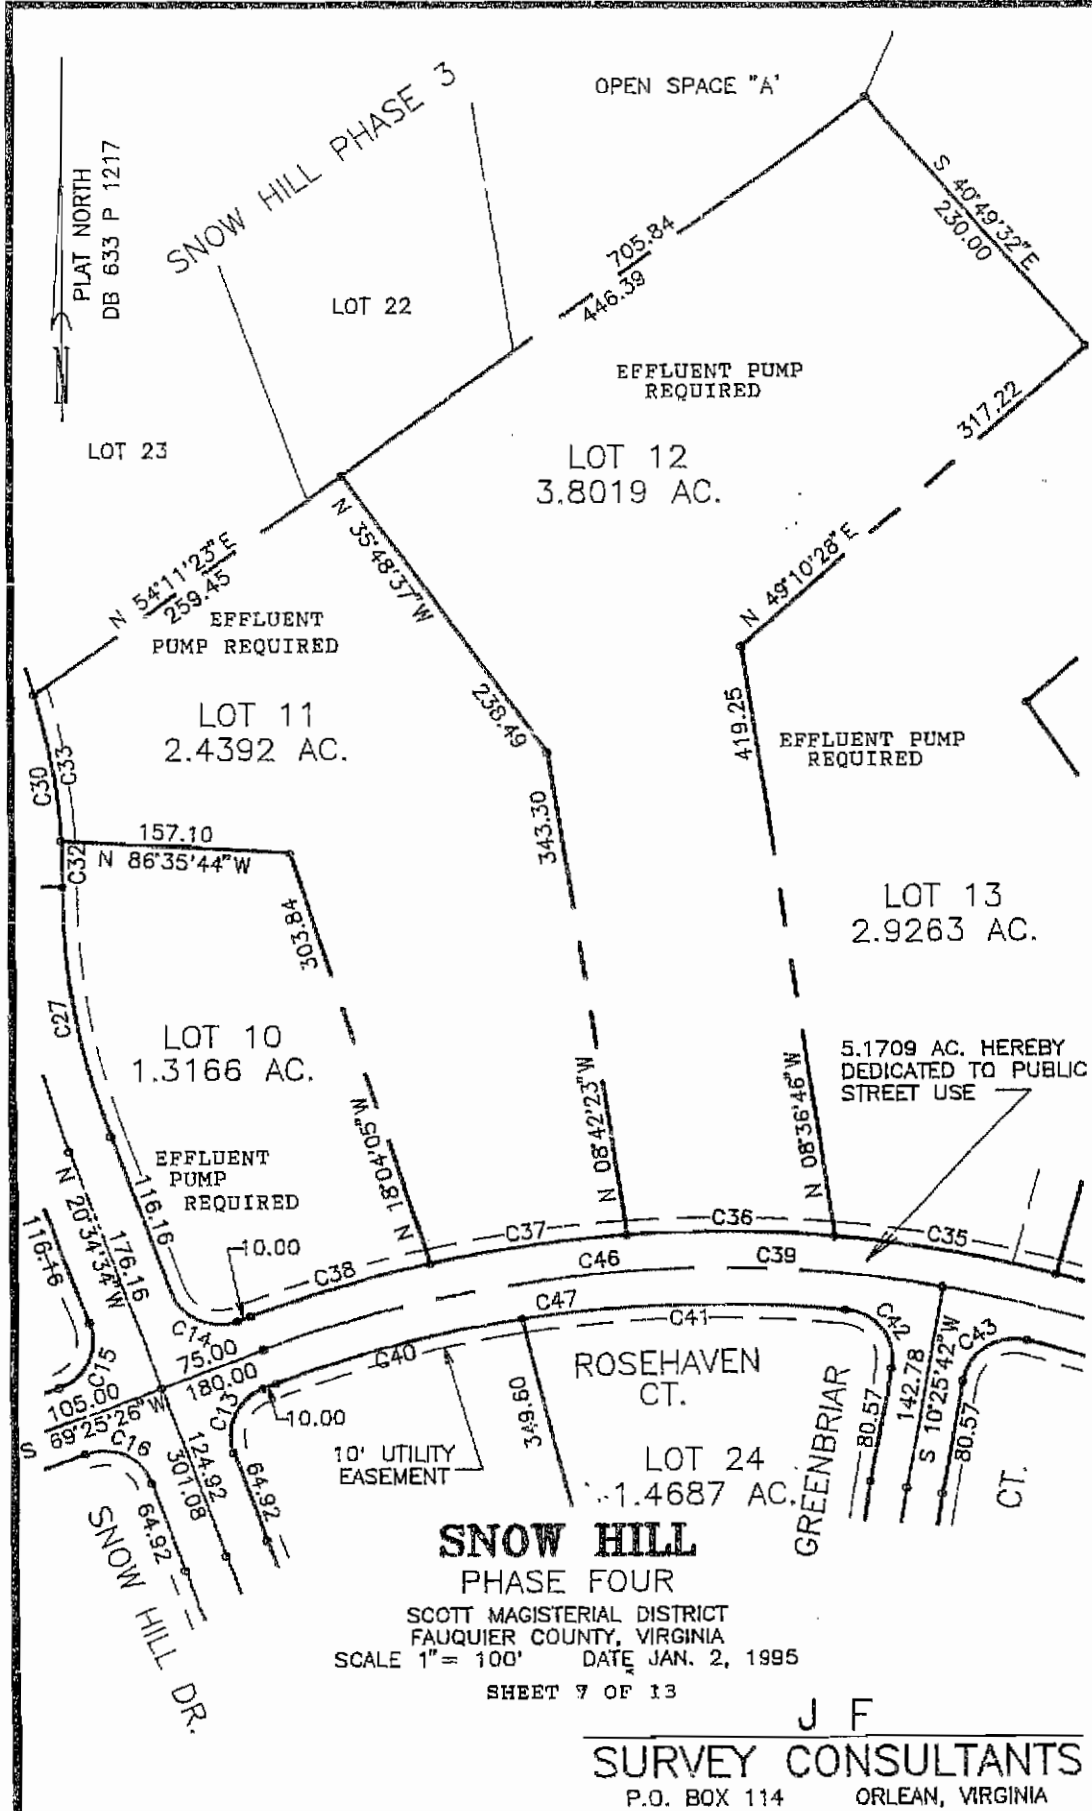 OPEN SPACE "A'
SNOW HILL PHASE 3
PLAT NORTH
DB 633 P 1217
N
S 40°49'32"E
230.00
705.84
446.39
LOT 22
EFFLUENT PUMP
REQUIRED
317.22
LOT 23
LOT 12
3.8019 AC.
N 35°48'37"W
238.49
N 49°10'28"E
N 54°11'23"E
259.45
EFFLUENT
PUMP REQUIRED
LOT 11
2.4392 AC.
419.25
EFFLUENT PUMP
REQUIRED
C30
C33
343.30
157.10
N 86°35'44"W
C32
303.84
LOT 13
2.9263 AC.
C27
LOT 10
1.3166 AC.
5.1709 AC. HEREBY
DEDICATED TO PUBLIC
STREET USE
N 18°04'05"W
N 08°42'23"W
N 08°36'46"W
EFFLUENT
PUMP
REQUIRED
116.16
N 20°34'34"W
176.16
116.16
10.00
C38
C37
C36
C35
C46
C39
C14
75.00
180.00
C47
C41
C40
C42
C43
C15
105.00
S 69°25'26"W
C16
C13
10.00
ROSEHAVEN
CT.
349.60
142.78
S 10°25'42"W
80.57
80.57
GREENBRIAR
CT.
10' UTILITY
EASEMENT
LOT 24
1.4687 AC.
124.92
301.08
64.92
64.92
SNOW HILL DR.
SNOW HILL
PHASE FOUR
SCOTT MAGISTERIAL DISTRICT
FAUQUIER COUNTY, VIRGINIA
SCALE 1"= 100' DATE JAN. 2, 1995
SHEET 7 OF 13
J F
SURVEY CONSULTANTS
P.O. BOX 114 ORLEAN, VIRGINIA